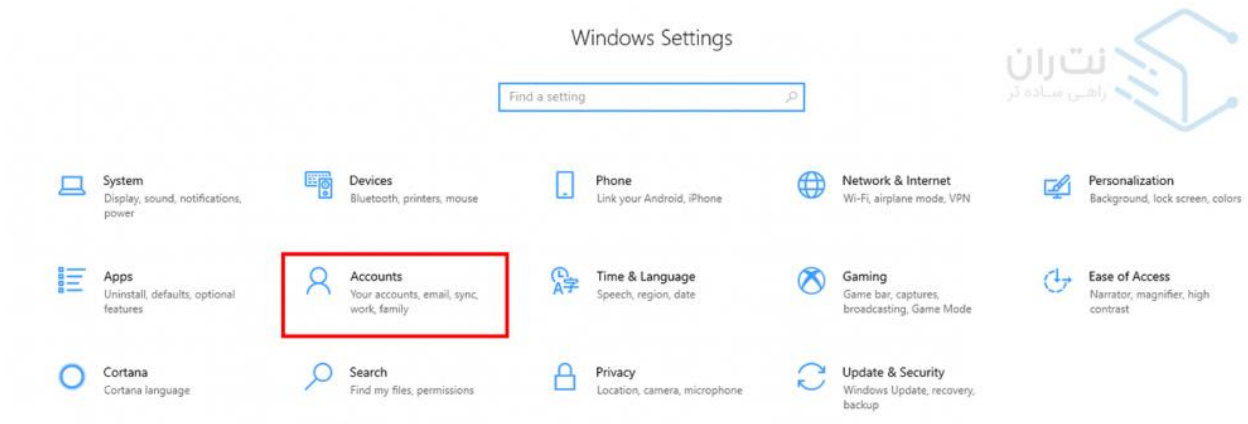 Windows Settings
نت ران
راهی ساده تر
Find a setting
System
Display, sound, notifications,
power
Devices
Bluetooth, printers, mouse
Phone
Link your Android, iPhone
Network & Internet
Wi-Fi, airplane mode, VPN
Personalization
Background, lock screen, colors
Apps
Uninstall, defaults, optional
features
Accounts
Your accounts, email, sync,
work, family
Time & Language
Speech, region, date
Gaming
Game bar, captures,
broadcasting, Game Mode
Ease of Access
Narrator, magnifier, high
contrast
Cortana
Cortana language
Search
Find my files, permissions
Privacy
Location, camera, microphone
Update & Security
Windows Update, recovery,
backup